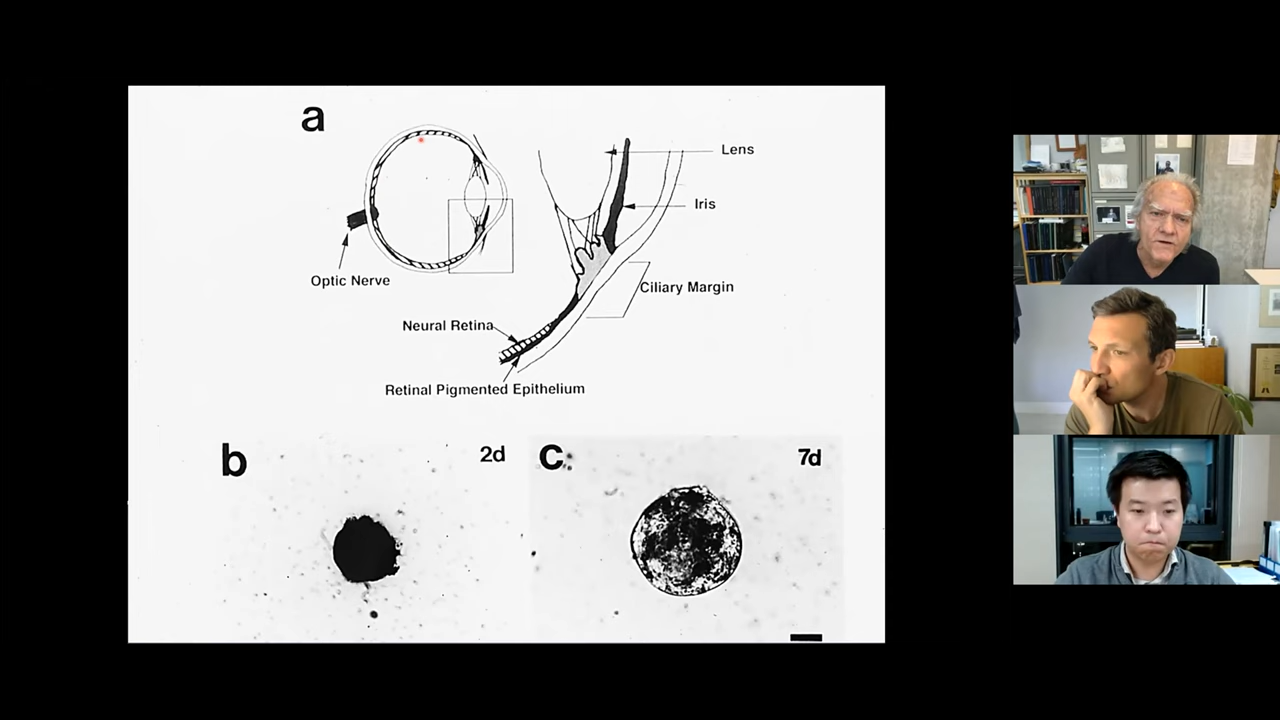 a
Lens
Iris
Optic Nerve
Ciliary Margin
Neural Retina
Retinal Pigmented Epithelium
b
2d
c
7d